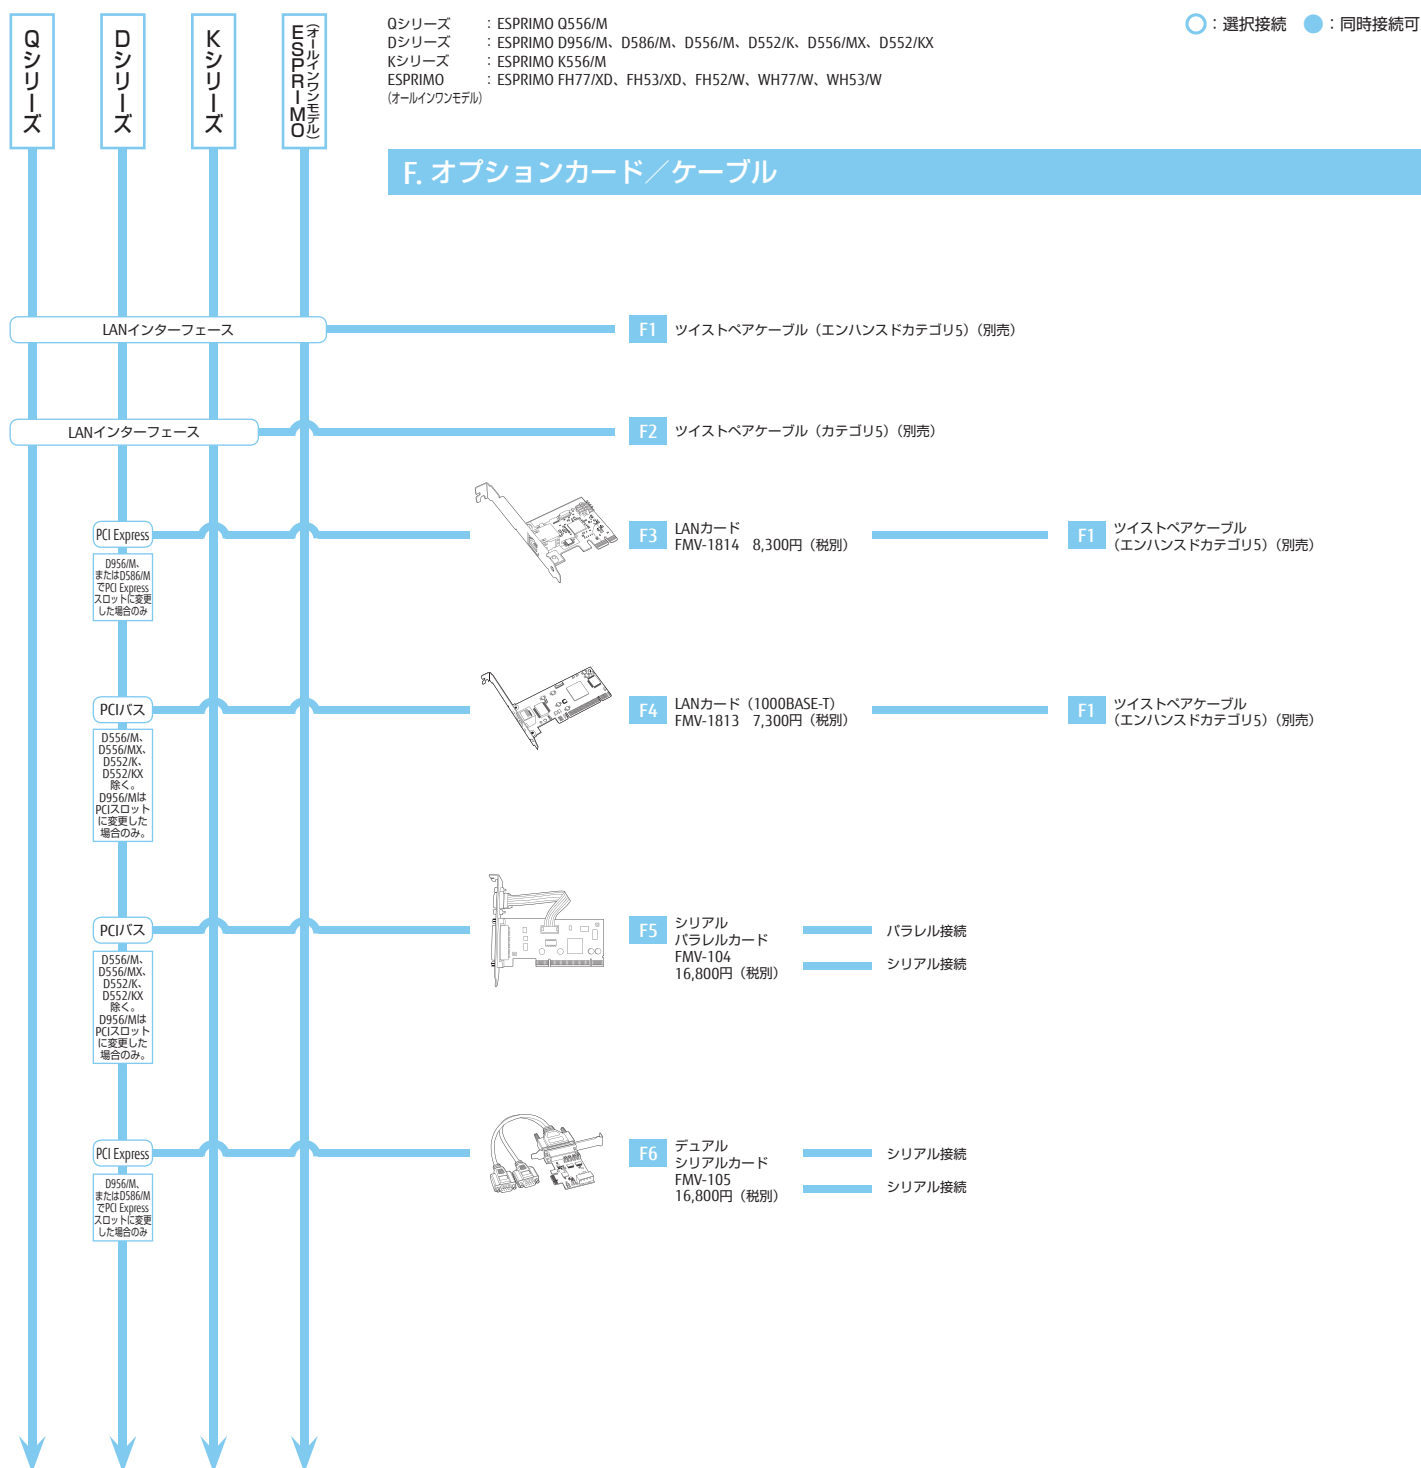 Qシリーズ
Dシリーズ
Kシリーズ
ESPRIMO
(オールインワンモデル)
Qシリーズ ：ESPRIMO Q556/M
Dシリーズ ：ESPRIMO D956/M、D586/M、D556/M、D552/K、D556/MX、D552/KX
Kシリーズ ：ESPRIMO K556/M
ESPRIMO ：ESPRIMO FH77/XD、FH53/XD、FH52/W、WH77/W、WH53/W
(オールインワンモデル)
：選択接続 ：同時接続可
F. オプションカード／ケーブル
LANインターフェース
F1 ツイストペアケーブル（エンハンスドカテゴリ5）（別売）
LANインターフェース
F2 ツイストペアケーブル（カテゴリ5）（別売）
PCI Express
D956/M、
またはD586/M
でPCI Express
スロットに変更
した場合のみ
F3 LANカード
FMV-1814 8,300円（税別）
F1 ツイストペアケーブル
（エンハンスドカテゴリ5）（別売）
PCIバス
D556/M、
D556/MX、
D552/K、
D552/KX
除く。
D956/Mは
PCIスロット
に変更した
場合のみ。
F4 LANカード（1000BASE-T）
FMV-1813 7,300円（税別）
F1 ツイストペアケーブル
（エンハンスドカテゴリ5）（別売）
PCIバス
D556/M、
D556/MX、
D552/K、
D552/KX
除く。
D956/Mは
PCIスロット
に変更した
場合のみ。
F5 シリアル
パラレルカード
FMV-104
16,800円（税別）
パラレル接続
シリアル接続
PCI Express
D956/M、
またはD586/M
でPCI Express
スロットに変更
した場合のみ
F6 デュアル
シリアルカード
FMV-105
16,800円（税別）
シリアル接続
シリアル接続